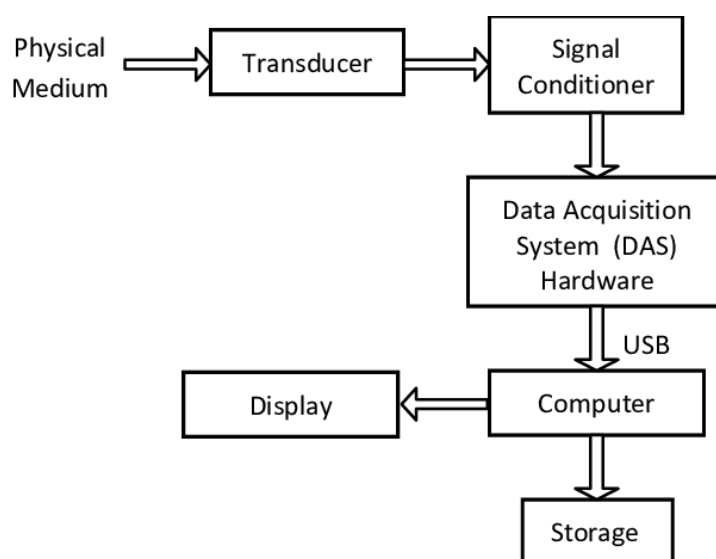 Physical
Medium
Transducer
Signal
Conditioner
Data Acquisition
System (DAS)
Hardware
USB
Display
Computer
Storage